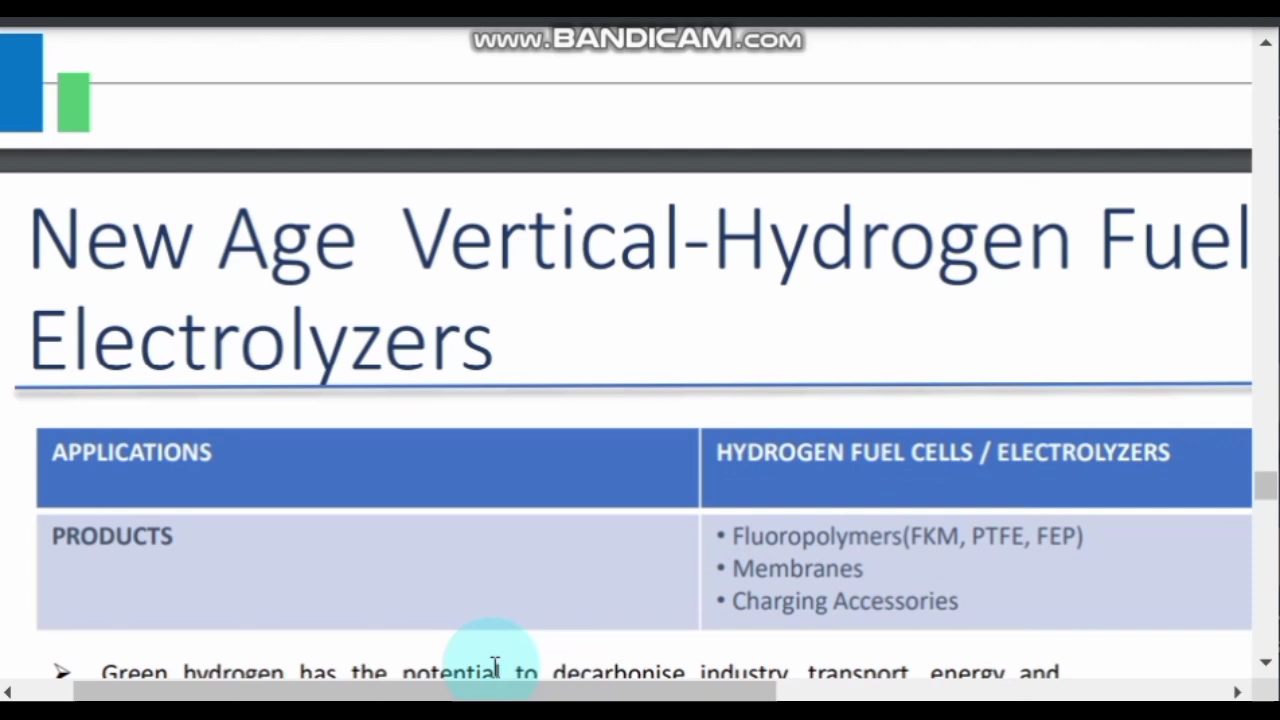 www.BANDICAM.com
New Age Vertical-Hydrogen Fuel
Electrolyzers
APPLICATIONS
HYDROGEN FUEL CELLS / ELECTROLYZERS
PRODUCTS
• Fluoropolymers(FKM, PTFE, FEP)
• Membranes
• Charging Accessories
➢ Green hydrogen has the potential to decarbonise industry transport energy and